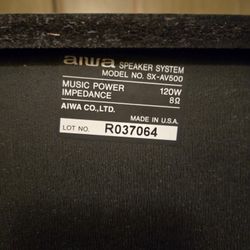 aiwa SPEAKER SYSTEM
MODEL NO. SX-AV500
MUSIC POWER 120W
IMPEDANCE 8Ω
AIWA CO.,LTD.
MADE IN U.S.A.
LOT NO. R037064